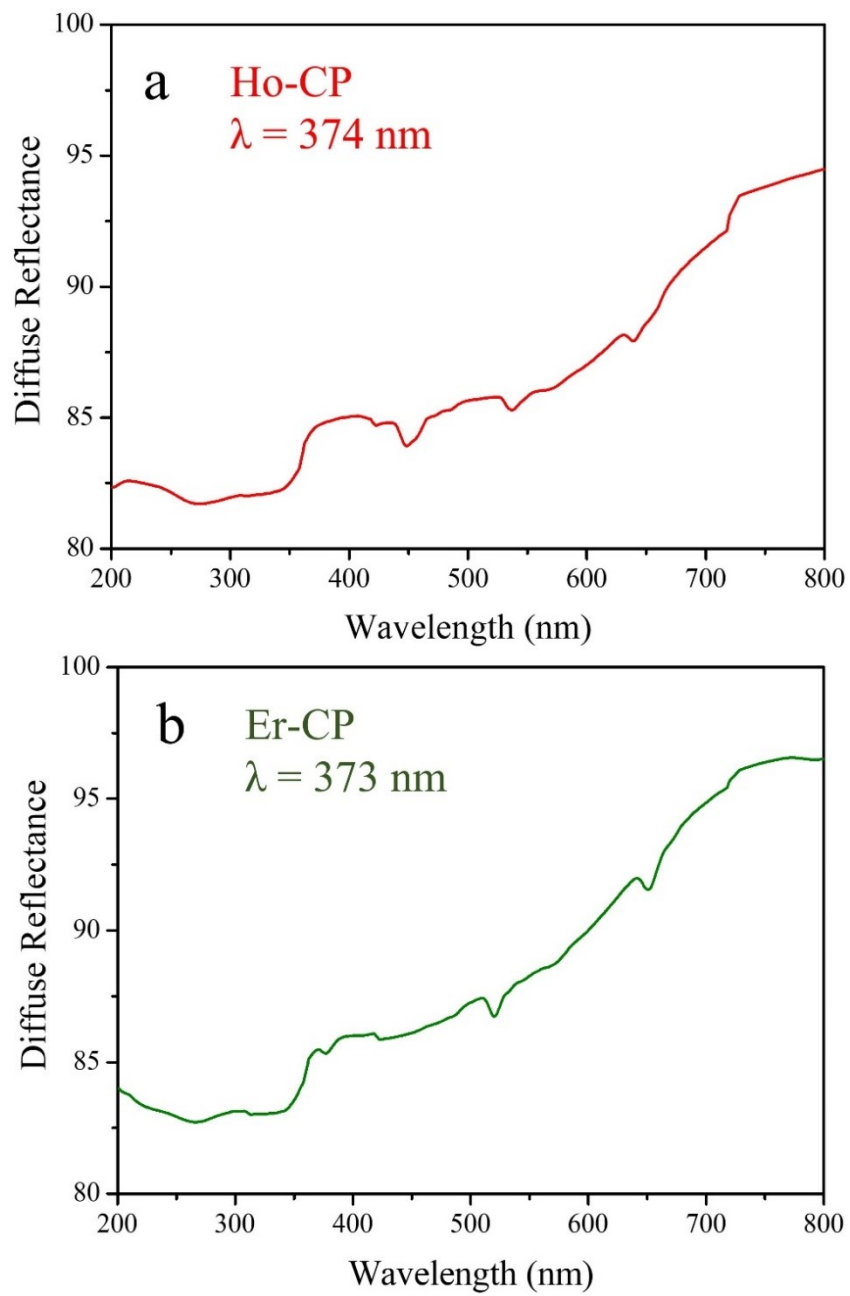 a
Ho-CP
λ = 374 nm
Diffuse Reflectance
100
95
90
85
80
200 300 400 500 600 700 800
Wavelength (nm)
b
Er-CP
λ = 373 nm
Diffuse Reflectance
100
95
90
85
80
200 300 400 500 600 700 800
Wavelength (nm)